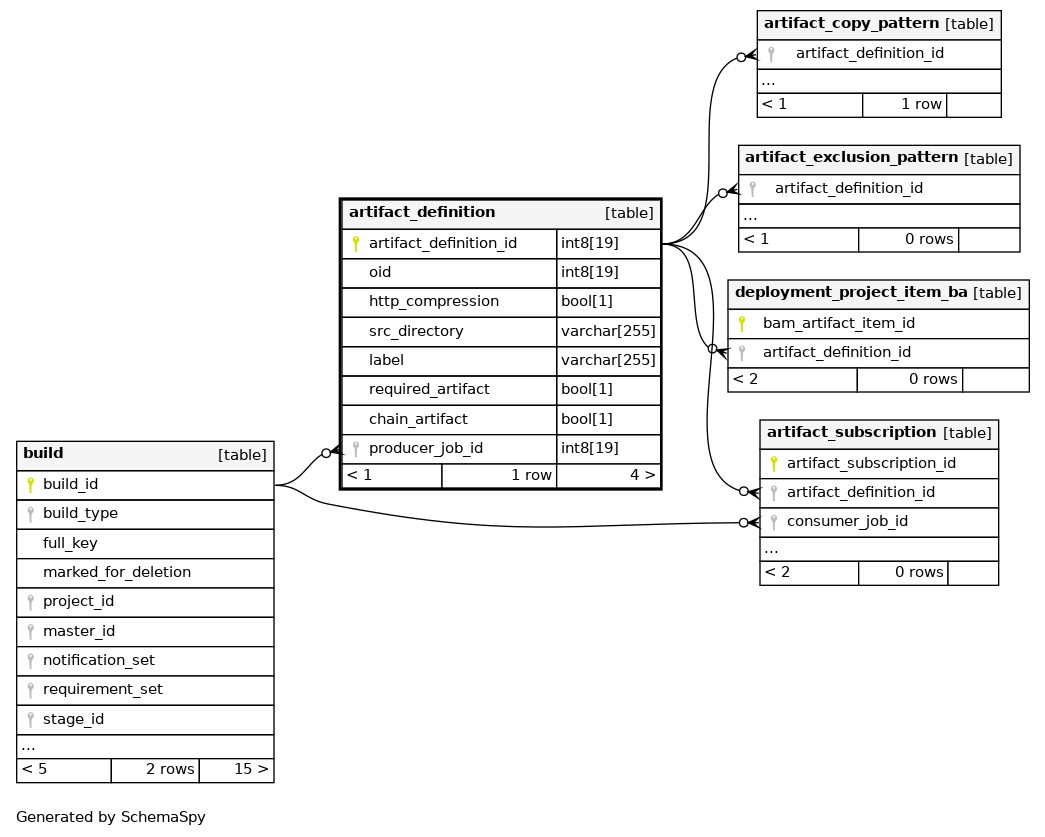 artifact_copy_pattern [table]
artifact_definition_id
...
< 1 1 row
artifact_exclusion_pattern [table]
artifact_definition_id
...
< 1 0 rows
artifact_definition [table]
artifact_definition_id int8[19]
oid int8[19]
http_compression bool[1]
src_directory varchar[255]
label varchar[255]
required_artifact bool[1]
chain_artifact bool[1]
producer_job_id int8[19]
< 1 1 row 4 >
deployment_project_item_ba [table]
bam_artifact_item_id
artifact_definition_id
< 2 0 rows
artifact_subscription [table]
artifact_subscription_id
artifact_definition_id
consumer_job_id
...
< 2 0 rows
build [table]
build_id
build_type
full_key
marked_for_deletion
project_id
master_id
notification_set
requirement_set
stage_id
...
< 5 2 rows 15 >
Generated by SchemaSpy